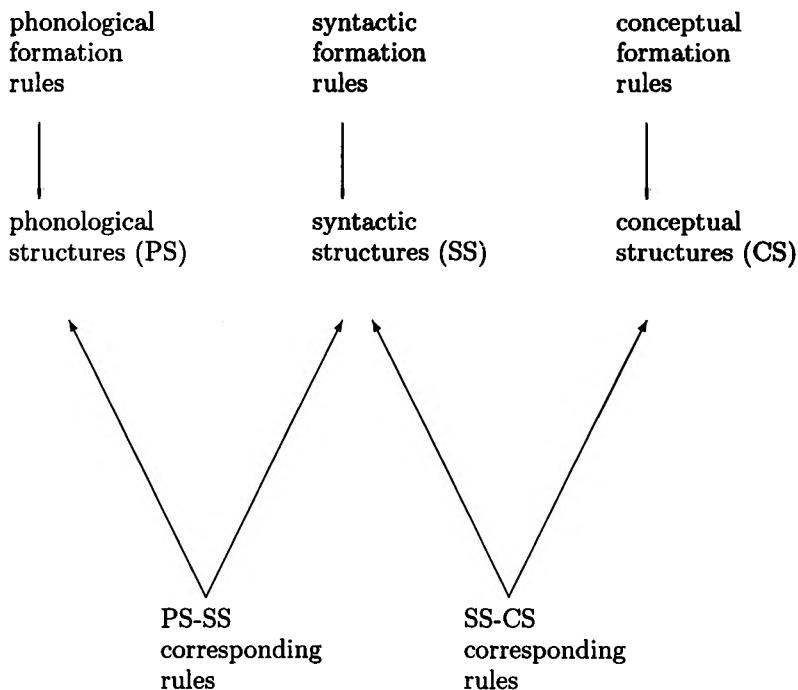 phonological
formation
rules
syntactic
formation
rules
conceptual
formation
rules
phonological
structures (PS)
syntactic
structures (SS)
conceptual
structures (CS)
PS-SS
corresponding
rules
SS-CS
corresponding
rules